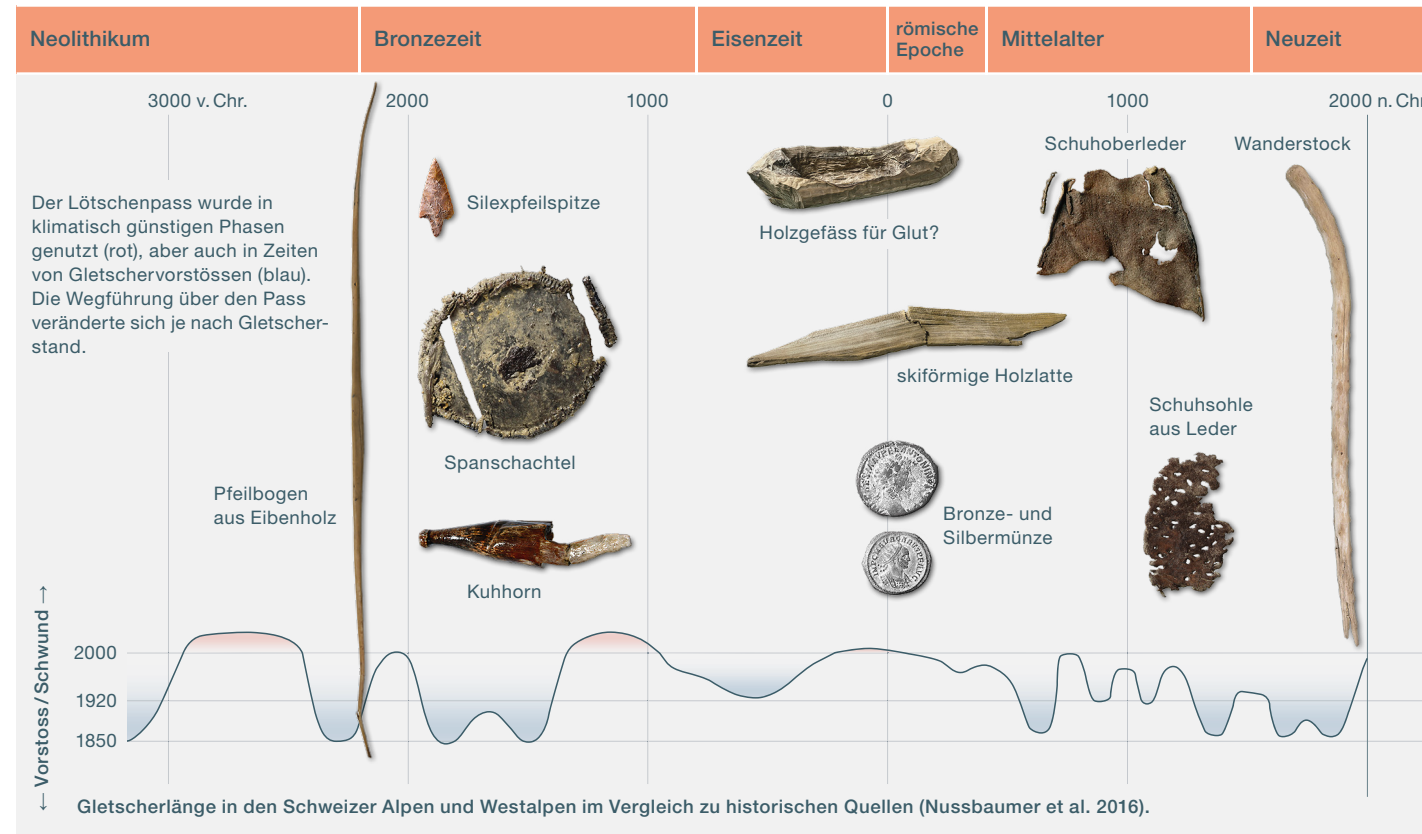 Neolithikum
Bronzezeit
Eisenzeit
römische
Epoche
Mittelalter
Neuzeit
3000 v. Chr.
2000
1000
0
1000
2000 n. Chr
Der Lötschenpass wurde in
klimatisch günstigen Phasen
genutzt (rot), aber auch in Zeiten
von Gletschervorstössen (blau).
Die Wegführung über den Pass
veränderte sich je nach Gletscher-
stand.
Pfeilbogen
aus Eibenholz
Silexpfeilspitze
Spanschachtel
Kuhhorn
Holzgefäss für Glut?
skiförmige Holzlatte
Bronze- und
Silbermünze
Schuhoberleder
Schuhsohle
aus Leder
Wanderstock
← Vorstoss / Schwund →
2000
1920
1850
Gletscherlänge in den Schweizer Alpen und Westalpen im Vergleich zu historischen Quellen (Nussbaumer et al. 2016).